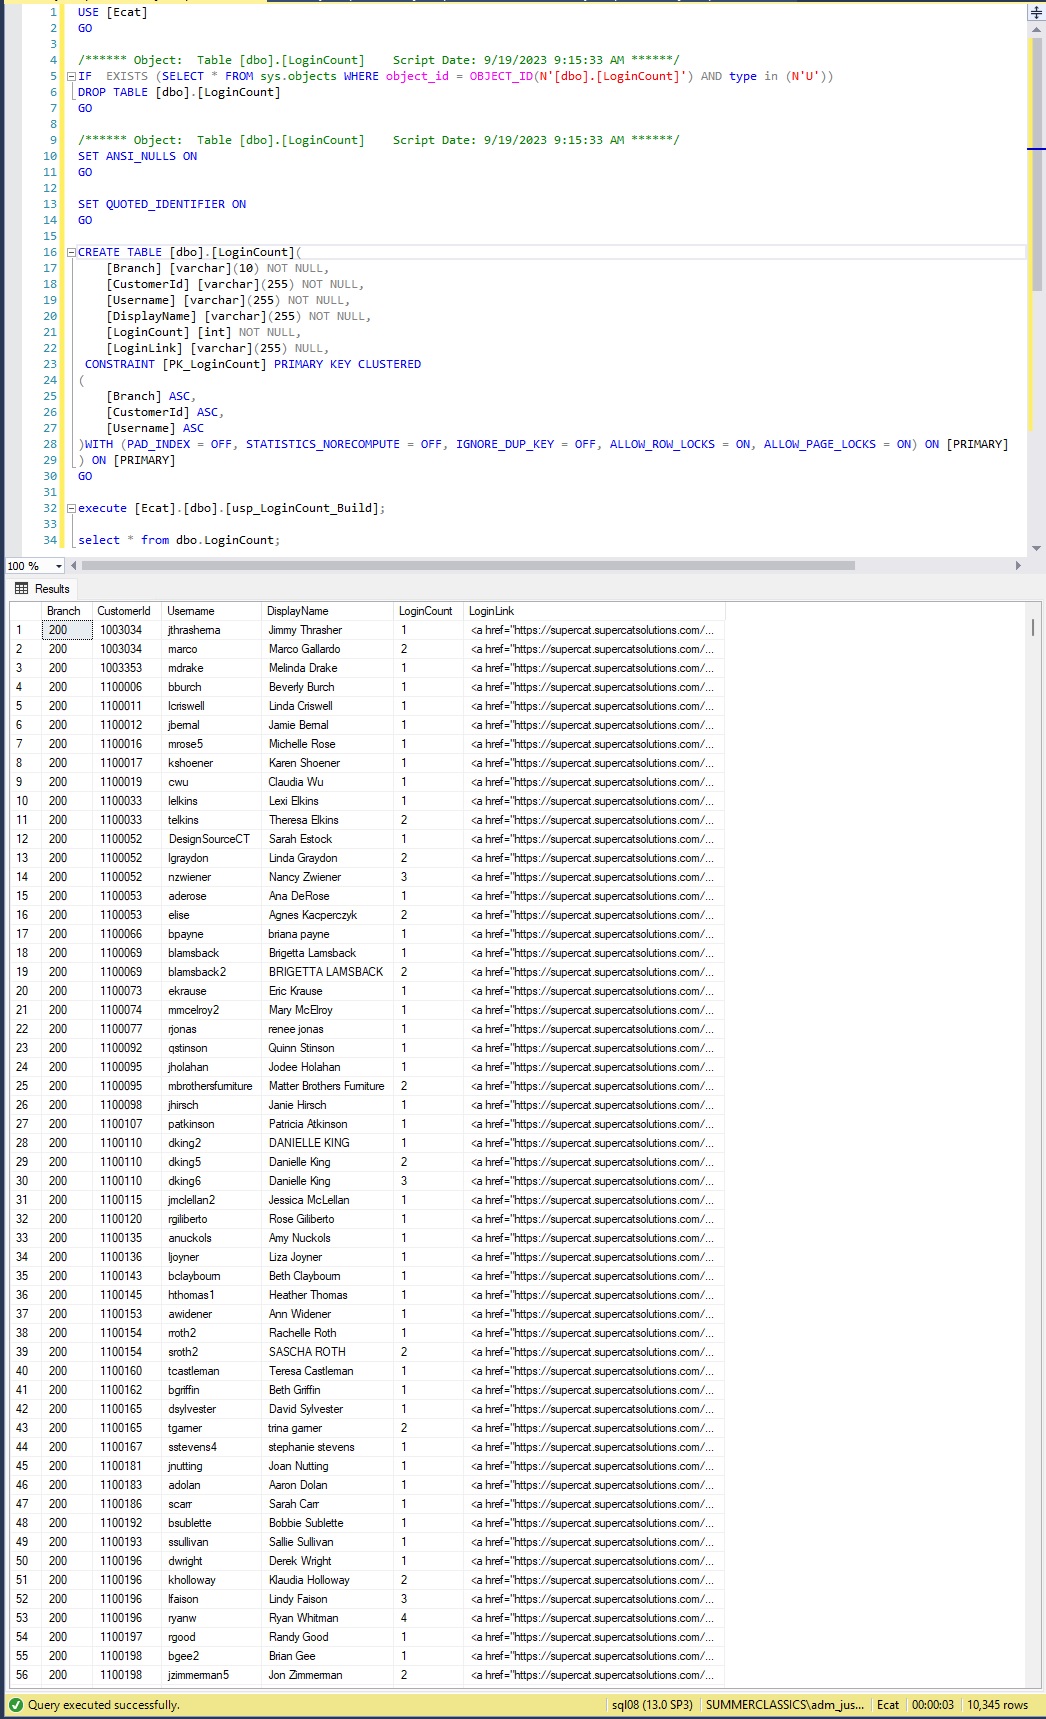 1 USE [Ecat]
2 GO
3
4 /****** Object:  Table [dbo].[LoginCount]    Script Date: 9/19/2023 9:15:33 AM ******/
5 IF  EXISTS (SELECT * FROM sys.objects WHERE object_id = OBJECT_ID(N'[dbo].[LoginCount]') AND type in (N'U'))
6 DROP TABLE [dbo].[LoginCount]
7 GO
8
9 /****** Object:  Table [dbo].[LoginCount]    Script Date: 9/19/2023 9:15:33 AM ******/
10 SET ANSI_NULLS ON
11 GO
12
13 SET QUOTED_IDENTIFIER ON
14 GO
15
16 CREATE TABLE [dbo].[LoginCount](
17 [Branch] [varchar](10) NOT NULL,
18 [CustomerId] [varchar](255) NOT NULL,
19 [Username] [varchar](255) NOT NULL,
20 [DisplayName] [varchar](255) NOT NULL,
21 [LoginCount] [int] NOT NULL,
22 [LoginLink] [varchar](255) NULL,
23 CONSTRAINT [PK_LoginCount] PRIMARY KEY CLUSTERED
24 (
25 [Branch] ASC,
26 [CustomerId] ASC,
27 [Username] ASC
28 )WITH (PAD_INDEX = OFF, STATISTICS_NORECOMPUTE = OFF, IGNORE_DUP_KEY = OFF, ALLOW_ROW_LOCKS = ON, ALLOW_PAGE_LOCKS = ON) ON [PRIMARY]
29 ) ON [PRIMARY]
30 GO
31
32 execute [Ecat].[dbo].[usp_LoginCount_Build];
33
34 select * from dbo.LoginCount;
100 %
Results
Branch CustomerId Username DisplayName LoginCount LoginLink
1 200 1003034 jthrasherna Jimmy Thrasher 1 <a href="https://supercat.supercatsolutions.com/...
2 200 1003034 marco Marco Gallardo 2 <a href="https://supercat.supercatsolutions.com/...
3 200 1003353 mdrake Melinda Drake 1 <a href="https://supercat.supercatsolutions.com/...
4 200 1100006 bburch Beverly Burch 1 <a href="https://supercat.supercatsolutions.com/...
5 200 1100011 lcriswell Linda Criswell 1 <a href="https://supercat.supercatsolutions.com/...
6 200 1100012 jbernal Jamie Bernal 1 <a href="https://supercat.supercatsolutions.com/...
7 200 1100016 mrose5 Michelle Rose 1 <a href="https://supercat.supercatsolutions.com/...
8 200 1100017 kshoener Karen Shoener 1 <a href="https://supercat.supercatsolutions.com/...
9 200 1100019 cwu Claudia Wu 1 <a href="https://supercat.supercatsolutions.com/...
10 200 1100033 lelkins Lexi Elkins 1 <a href="https://supercat.supercatsolutions.com/...
11 200 1100033 telkins Theresa Elkins 2 <a href="https://supercat.supercatsolutions.com/...
12 200 1100052 DesignSourceCT Sarah Estock 1 <a href="https://supercat.supercatsolutions.com/...
13 200 1100052 lgraydon Linda Graydon 2 <a href="https://supercat.supercatsolutions.com/...
14 200 1100052 nzwiener Nancy Zwiener 3 <a href="https://supercat.supercatsolutions.com/...
15 200 1100053 aderose Ana DeRose 1 <a href="https://supercat.supercatsolutions.com/...
16 200 1100053 elise Agnes Kacperczyk 2 <a href="https://supercat.supercatsolutions.com/...
17 200 1100066 bpayne briana payne 1 <a href="https://supercat.supercatsolutions.com/...
18 200 1100069 blamsback Brigetta Lamsback 1 <a href="https://supercat.supercatsolutions.com/...
19 200 1100069 blamsback2 BRIGETTA LAMSBACK 2 <a href="https://supercat.supercatsolutions.com/...
20 200 1100073 ekrause Eric Krause 1 <a href="https://supercat.supercatsolutions.com/...
21 200 1100074 mmcelroy2 Mary McElroy 1 <a href="https://supercat.supercatsolutions.com/...
22 200 1100077 rjonas renee jonas 1 <a href="https://supercat.supercatsolutions.com/...
23 200 1100092 qstinson Quinn Stinson 1 <a href="https://supercat.supercatsolutions.com/...
24 200 1100095 jholahan Jodee Holahan 1 <a href="https://supercat.supercatsolutions.com/...
25 200 1100095 mbrothersfurniture Matter Brothers Furniture 2 <a href="https://supercat.supercatsolutions.com/...
26 200 1100098 jhirsch Janie Hirsch 1 <a href="https://supercat.supercatsolutions.com/...
27 200 1100107 patkinson Patricia Atkinson 1 <a href="https://supercat.supercatsolutions.com/...
28 200 1100110 dking2 DANIELLE KING 1 <a href="https://supercat.supercatsolutions.com/...
29 200 1100110 dking5 Danielle King 2 <a href="https://supercat.supercatsolutions.com/...
30 200 1100110 dking6 Danielle King 3 <a href="https://supercat.supercatsolutions.com/...
31 200 1100115 jmclellan2 Jessica McLellan 1 <a href="https://supercat.supercatsolutions.com/...
32 200 1100120 rgiliberto Rose Giliberto 1 <a href="https://supercat.supercatsolutions.com/...
33 200 1100135 anuckols Amy Nuckols 1 <a href="https://supercat.supercatsolutions.com/...
34 200 1100136 ljoyner Liza Joyner 1 <a href="https://supercat.supercatsolutions.com/...
35 200 1100143 bclaybourn Beth Claybourn 1 <a href="https://supercat.supercatsolutions.com/...
36 200 1100145 hthomas1 Heather Thomas 1 <a href="https://supercat.supercatsolutions.com/...
37 200 1100153 awidener Ann Widener 1 <a href="https://supercat.supercatsolutions.com/...
38 200 1100154 rroth2 Rachelle Roth 1 <a href="https://supercat.supercatsolutions.com/...
39 200 1100154 sroth2 SASCHA ROTH 2 <a href="https://supercat.supercatsolutions.com/...
40 200 1100160 tcastleman Teresa Castleman 1 <a href="https://supercat.supercatsolutions.com/...
41 200 1100162 bgriffin Beth Griffin 1 <a href="https://supercat.supercatsolutions.com/...
42 200 1100165 dsylvester David Sylvester 1 <a href="https://supercat.supercatsolutions.com/...
43 200 1100165 tgarner trina garner 2 <a href="https://supercat.supercatsolutions.com/...
44 200 1100167 sstevens4 stephanie stevens 1 <a href="https://supercat.supercatsolutions.com/...
45 200 1100181 jnutting Joan Nutting 1 <a href="https://supercat.supercatsolutions.com/...
46 200 1100183 adolan Aaron Dolan 1 <a href="https://supercat.supercatsolutions.com/...
47 200 1100186 scarr Sarah Carr 1 <a href="https://supercat.supercatsolutions.com/...
48 200 1100192 bsublette Bobbie Sublette 1 <a href="https://supercat.supercatsolutions.com/...
49 200 1100193 ssullivan Sallie Sullivan 1 <a href="https://supercat.supercatsolutions.com/...
50 200 1100196 dwright Derek Wright 1 <a href="https://supercat.supercatsolutions.com/...
51 200 1100196 kholloway Klaudia Holloway 2 <a href="https://supercat.supercatsolutions.com/...
52 200 1100196 lfaison Lindy Faison 3 <a href="https://supercat.supercatsolutions.com/...
53 200 1100196 ryanw Ryan Whitman 4 <a href="https://supercat.supercatsolutions.com/...
54 200 1100197 rgood Randy Good 1 <a href="https://supercat.supercatsolutions.com/...
55 200 1100198 bgee2 Brian Gee 1 <a href="https://supercat.supercatsolutions.com/...
56 200 1100198 jzimmerman5 Jon Zimmerman 2 <a href="https://supercat.supercatsolutions.com/...
Query executed successfully. sql08 (13.0 SP3) SUMMERCLASSICS\adm_jus... Ecat 00:00:03 10,345 rows